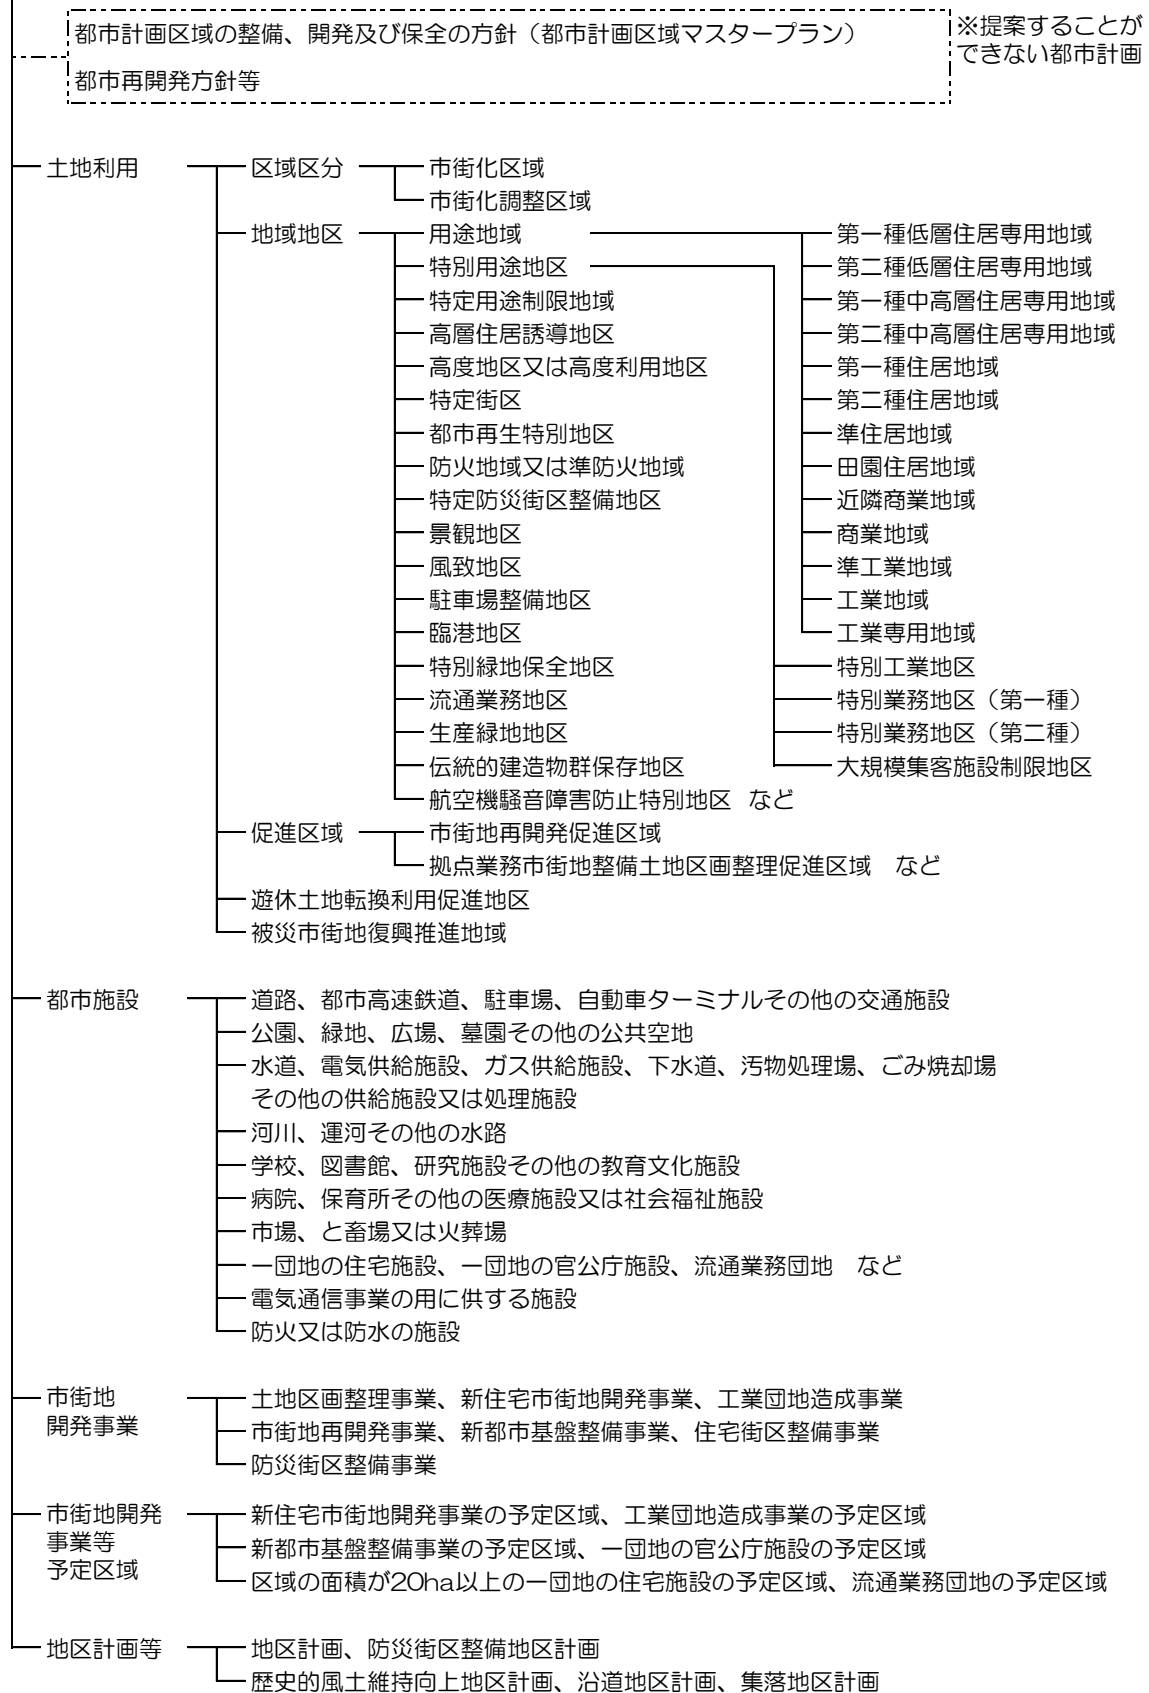 都市計画区域の整備、開発及び保全の方針（都市計画区域マスタープラン）
※提案することが
できない都市計画
都市再開発方針等
土地利用
区域区分
市街化区域
市街化調整区域
地域地区
用途地域
第一種低層住居専用地域
特別用途地区
第二種低層住居専用地域
特定用途制限地域
第一種中高層住居専用地域
高層住居誘導地区
第二種中高層住居専用地域
高度地区又は高度利用地区
第一種住居地域
特定街区
第二種住居地域
都市再生特別地区
準住居地域
防火地域又は準防火地域
田園住居地域
特定防災街区整備地区
近隣商業地域
景観地区
商業地域
風致地区
準工業地域
駐車場整備地区
工業地域
臨港地区
工業専用地域
特別緑地保全地区
特別工業地区
流通業務地区
特別業務地区（第一種）
生産緑地地区
特別業務地区（第二種）
伝統的建造物群保存地区
大規模集客施設制限地区
航空機騒音障害防止特別地区 など
促進区域
市街地再開発促進区域
拠点業務市街地整備土地区画整理促進区域　など
遊休土地転換利用促進地区
被災市街地復興推進地域
都市施設
道路、都市高速鉄道、駐車場、自動車ターミナルその他の交通施設
公園、緑地、広場、墓園その他の公共空地
水道、電気供給施設、ガス供給施設、下水道、汚物処理場、ごみ焼却場
その他の供給施設又は処理施設
河川、運河その他の水路
学校、図書館、研究施設その他の教育文化施設
病院、保育所その他の医療施設又は社会福祉施設
市場、と畜場又は火葬場
一団地の住宅施設、一団地の官公庁施設、流通業務団地　など
電気通信事業の用に供する施設
防火又は防水の施設
市街地
開発事業
土地区画整理事業、新住宅市街地開発事業、工業団地造成事業
市街地再開発事業、新都市基盤整備事業、住宅街区整備事業
防災街区整備事業
市街地開発
事業等
予定区域
新住宅市街地開発事業の予定区域、工業団地造成事業の予定区域
新都市基盤整備事業の予定区域、一団地の官公庁施設の予定区域
区域の面積が20ha以上の一団地の住宅施設の予定区域、流通業務団地の予定区域
地区計画等
地区計画、防災街区整備地区計画
歴史的風土維持向上地区計画、沿道地区計画、集落地区計画